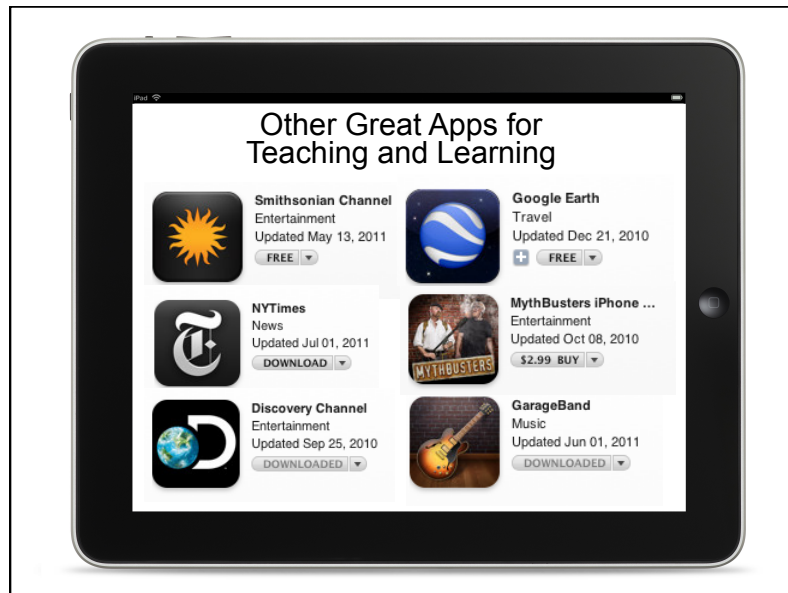 iPad
Other Great Apps for
Teaching and Learning
Smithsonian Channel
Entertainment
Updated May 13, 2011
FREE
Google Earth
Travel
Updated Dec 21, 2010
FREE
NYTimes
News
Updated Jul 01, 2011
DOWNLOAD
MythBusters iPhone ...
Entertainment
Updated Oct 08, 2010
$2.99 BUY
MYTHBUSTERS
Discovery Channel
Entertainment
Updated Sep 25, 2010
DOWNLOADED
GarageBand
Music
Updated Jun 01, 2011
DOWNLOADED